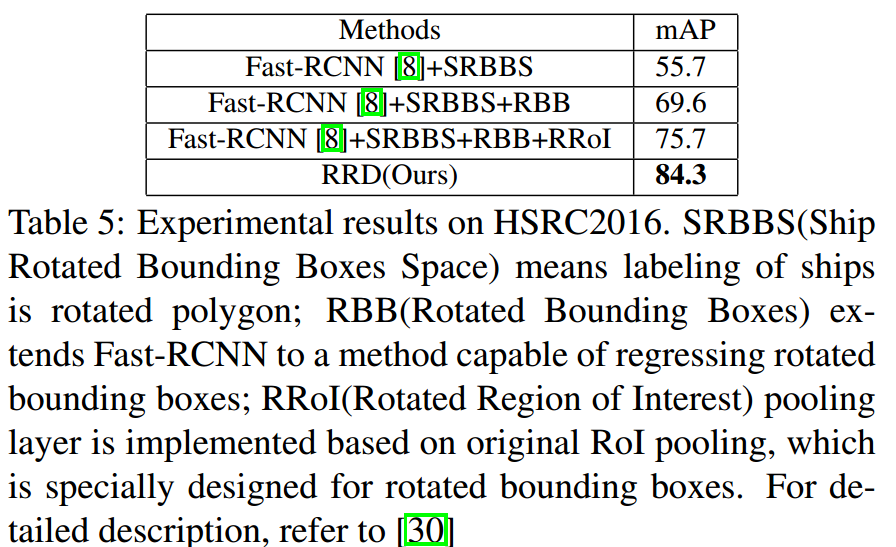 Methods mAP
Fast-RCNN [8]+SRBBS 55.7
Fast-RCNN [8]+SRBBS+RBB 69.6
Fast-RCNN [8]+SRBBS+RBB+RRoI 75.7
RRD(Ours) 84.3
Table 5: Experimental results on HSRC2016. SRBBS(Ship
Rotated Bounding Boxes Space) means labeling of ships
is rotated polygon; RBB(Rotated Bounding Boxes) ex-
tends Fast-RCNN to a method capable of regressing rotated
bounding boxes; RRoI(Rotated Region of Interest) pooling
layer is implemented based on original RoI pooling, which
is specially designed for rotated bounding boxes. For de-
tailed description, refer to [30]